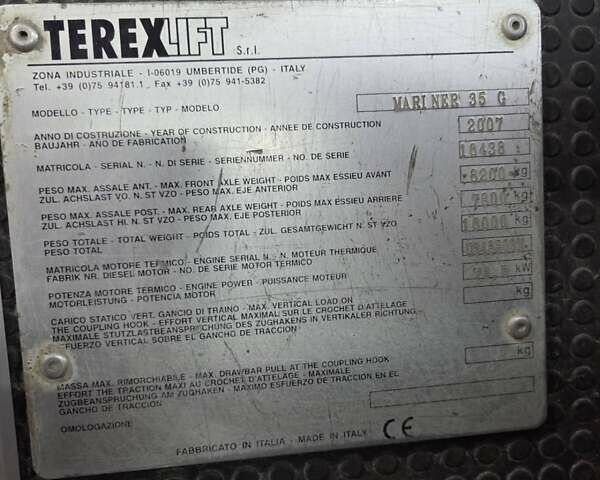 TEREXLIFT S.r.l.
ZONA INDUSTRIALE - I-06019 UMBERTIDE (PG) - ITALY
Tel. +39 (0)75 94181.1 Fax +39 (0)75 941-5382
MODELLO - TYPE - TYPE - TYP - MODELO MARINER 35 G
ANNO DI COSTRUZIONE - YEAR OF CONSTRUCTION - ANNEE DE CONSTRUCTION 2007
BAUJAHR - ANO DE FABRICATION
MATRICOLA - SERIAL N. - N. DI SERIE - SERIENNUMMER - NO. DE SERIE 18438
PESO MAX. ASSALE ANT. - MAX. FRONT AXLE WEIGHT - POIDS MAX ESSIEU AVANT 8200 kg
ZUL. ACHSLAST VO. N. ST VZO - PESO MAX. EJE ANTERIOR
PESO MAX. ASSALE POST. - MAX. REAR AXLE WEIGHT - POIDS MAX ESSIEU ARRIERE kg
ZUL. ACHSLAST HI. N. ST VZO - PESO MAX. EJE POSTERIOR
PESO TOTALE - TOTAL WEIGHT - POIDS TOTAL - ZUL. GESAMTGEWICHT N. ST VZO kg
PESO TOTAL
MATRICOLA MOTORE TERMICO - ENGINE SERIAL N. - N. MOTEUR THERMIQUE
FABRIK NR. DIESEL MOTOR - NO. DE SERIE MOTOR TERMICO
POTENZA MOTORE TERMICO - ENGINE POWER - PUISSANCE MOTEUR kW
MOTORLEISTUNG - POTENCIA MOTOR
CARICO STATICO VERT. GANCIO DI TRAINO - MAX. VERTICAL LOAD ON kg
THE COUPLING HOOK - EFFORT VERTICAL MAXIMAL SUR LE CROCHET D'ATTELAGE
MAXIMALE STUTZLASTBEANSPRUCHUNG DES ZUGHAKENS IN VERTIKALER RICHTUNG.
ESFUERZO VERTICAL SOBRE EL GANCHO DE TRACCION
MASSA MAX. RIMORCHIABILE - MAX. DRAW/BAR PULL AT THE COUPLING HOOK kg
EFFORT THE TRACTION MAXI AU CROCHET D'ATTELAGE - MAXIMALE
ZUGBEANSPRUCHUNG AM ZUGHAKEN - MAXIMO ESFUERZO DE TRACCION EN EL
GANCHO DE TRACCION
OMOLOGAZIONE
FABBRICATO IN ITALIA - MADE IN ITALY CE